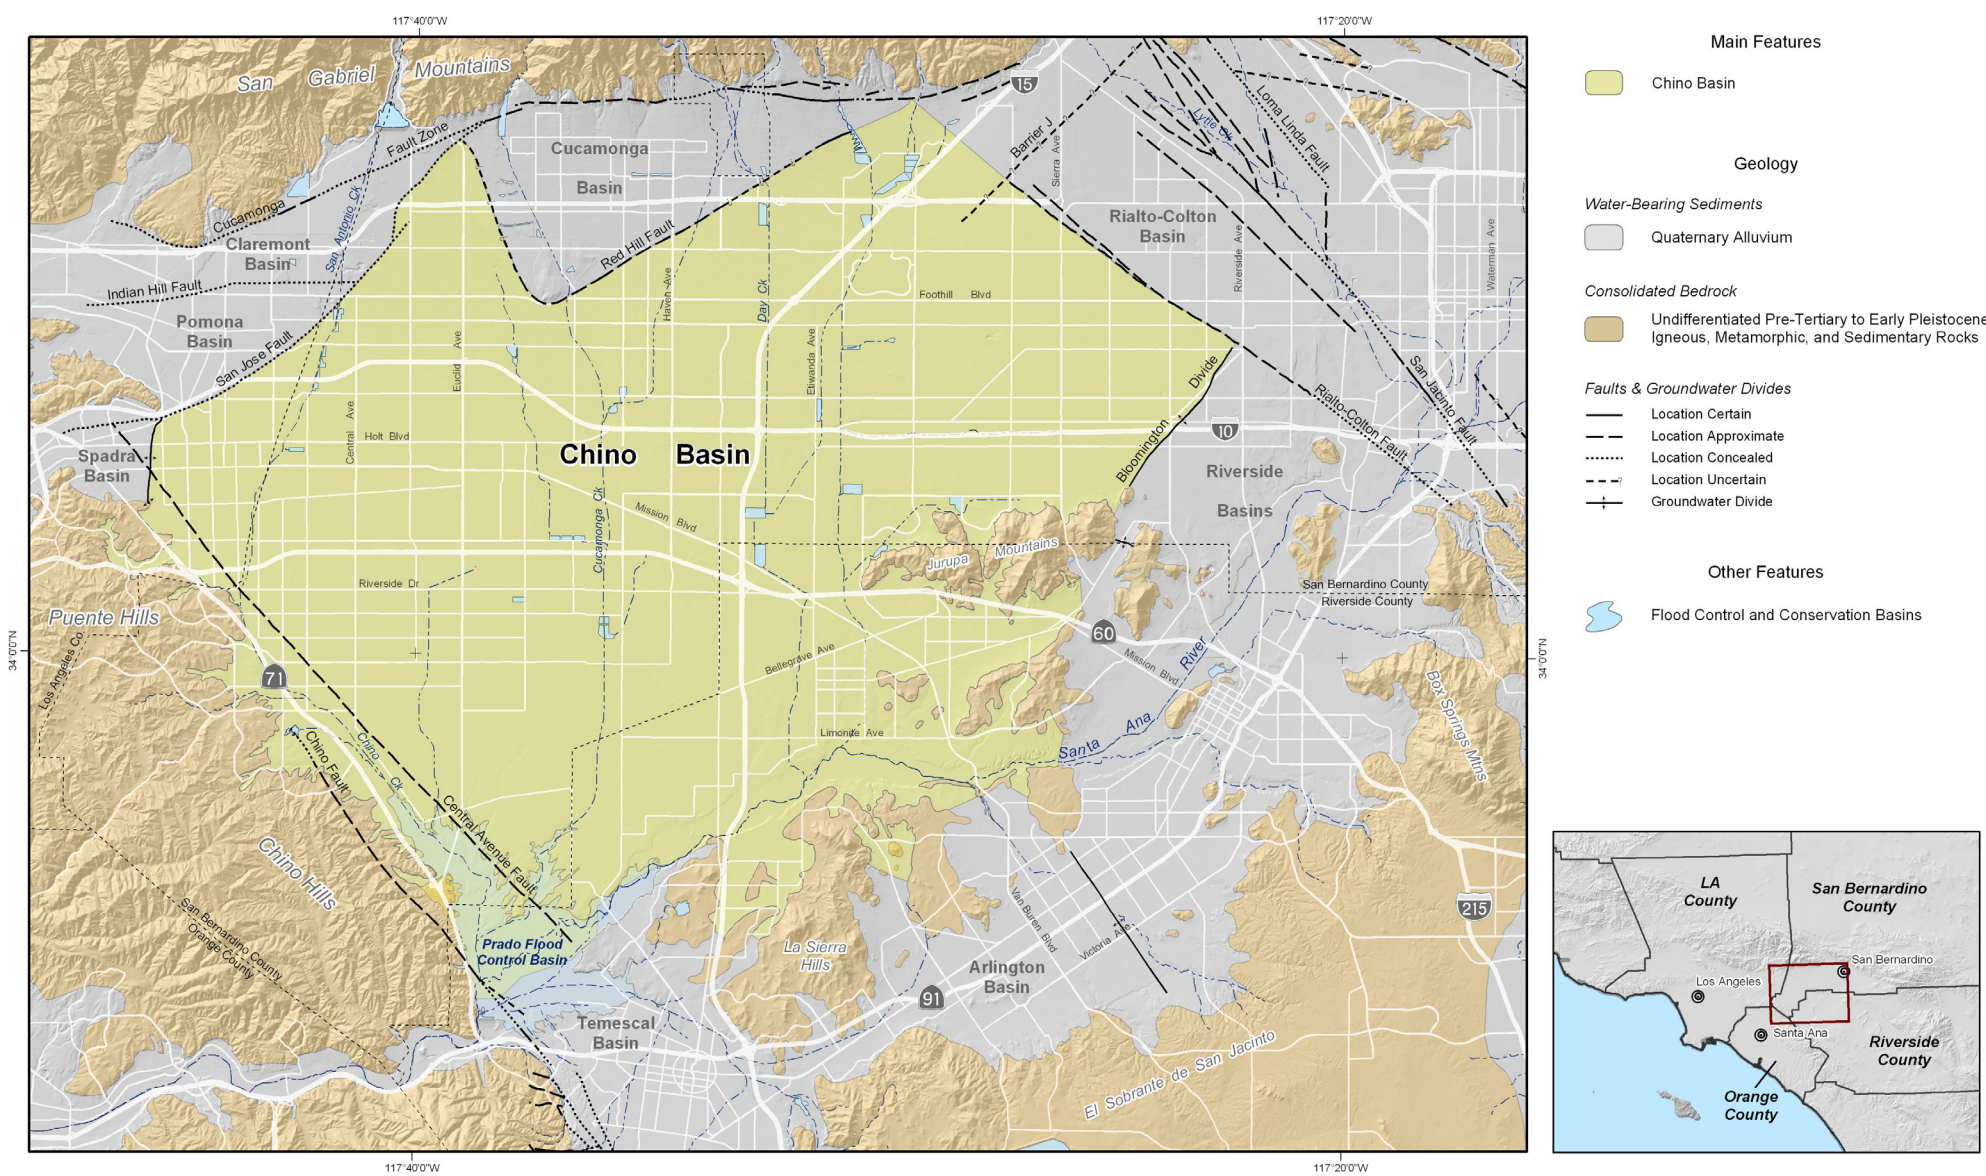 117°40'0"W
117°20'0"W
San Gabriel Mountains
15
Fault Zone
Cucamonga
Basin
Barrier J
Sierra Ave
Lytle Ck
Loma Linda Fault
Cucamonga
San Antonio Ck
Claremont
Basin
Red Hill Fault
Rialto-Colton
Basin
Riverside Ave
Waterman Ave
Indian Hill Fault
Haven Ave
Day Ck
Foothill Blvd
Pomona
Basin
San Jose Fault
Euclid Ave
Etiwanda Ave
Divide
Bloomington
San Jacinto Fault
Rialto-Colton Fault
Central Ave
Holt Blvd
10
Chino Basin
Spadra
Basin
Riverside
Basins
Cucamonga Ck
Mission Blvd
Jurupa Mountains
Riverside Dr
San Bernardino County
Riverside County
Puente Hills
Los Angeles Co.
34°0'0"N
34°0'0"N
60
Bellegrave Ave
Mission Blvd
Santa Ana River
71
Box Springs Mtns
Limonite Ave
Chino Fault
Chino Ck
Central Avenue Fault
Chino Hills
San Bernardino County
Orange County
Prado Flood
Control Basin
La Sierra
Hills
Van Buren Blvd
Victoria Ave
215
Arlington
Basin
91
Temescal
Basin
El Sobrante de San Jacinto
117°40'0"W
117°20'0"W
Main Features
Chino Basin
Geology
Water-Bearing Sediments
Quaternary Alluvium
Consolidated Bedrock
Undifferentiated Pre-Tertiary to Early Pleistocene
Igneous, Metamorphic, and Sedimentary Rocks
Faults & Groundwater Divides
Location Certain
Location Approximate
Location Concealed
?
Location Uncertain
Groundwater Divide
Other Features
Flood Control and Conservation Basins
LA
County
San Bernardino
County
San Bernardino
Los Angeles
Santa Ana
Riverside
County
Orange
County